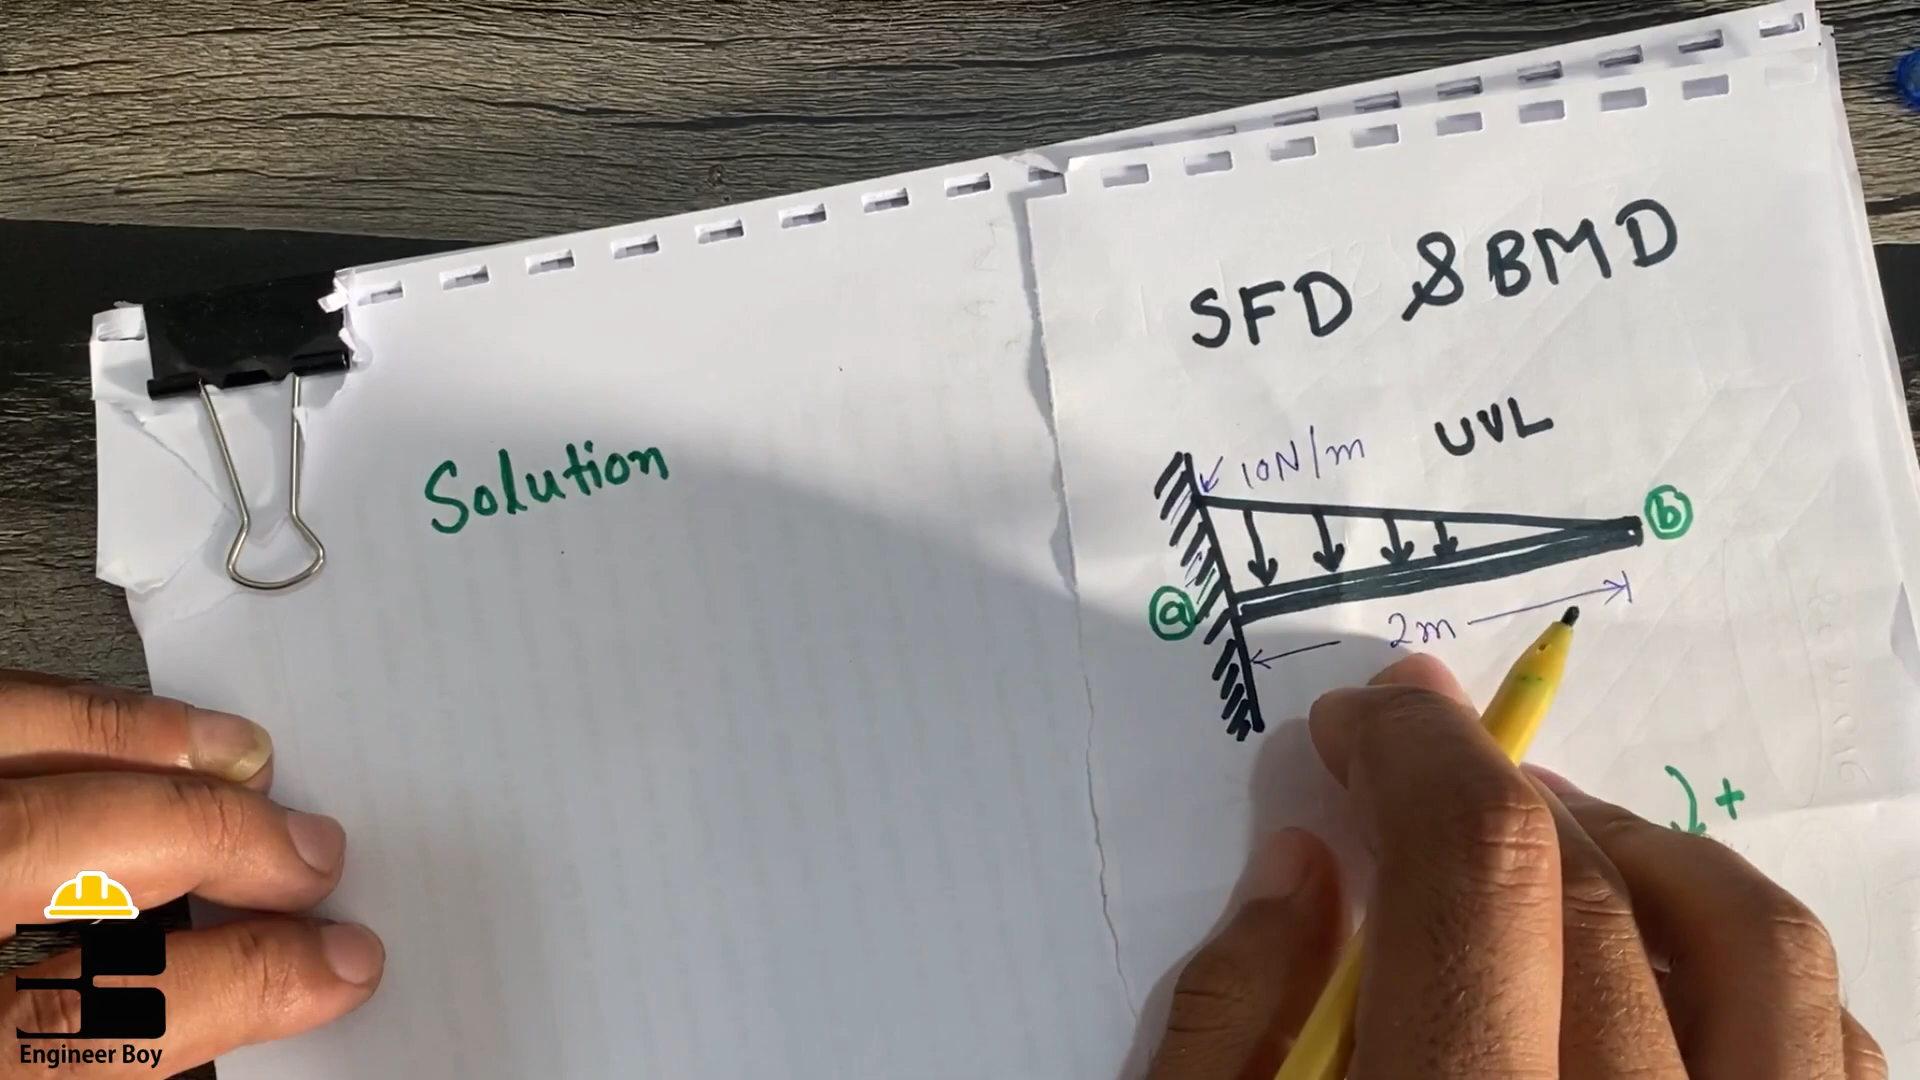 SFD & BMD
UVL
10N/m
b
a
2m
+
Solution
Engineer Boy